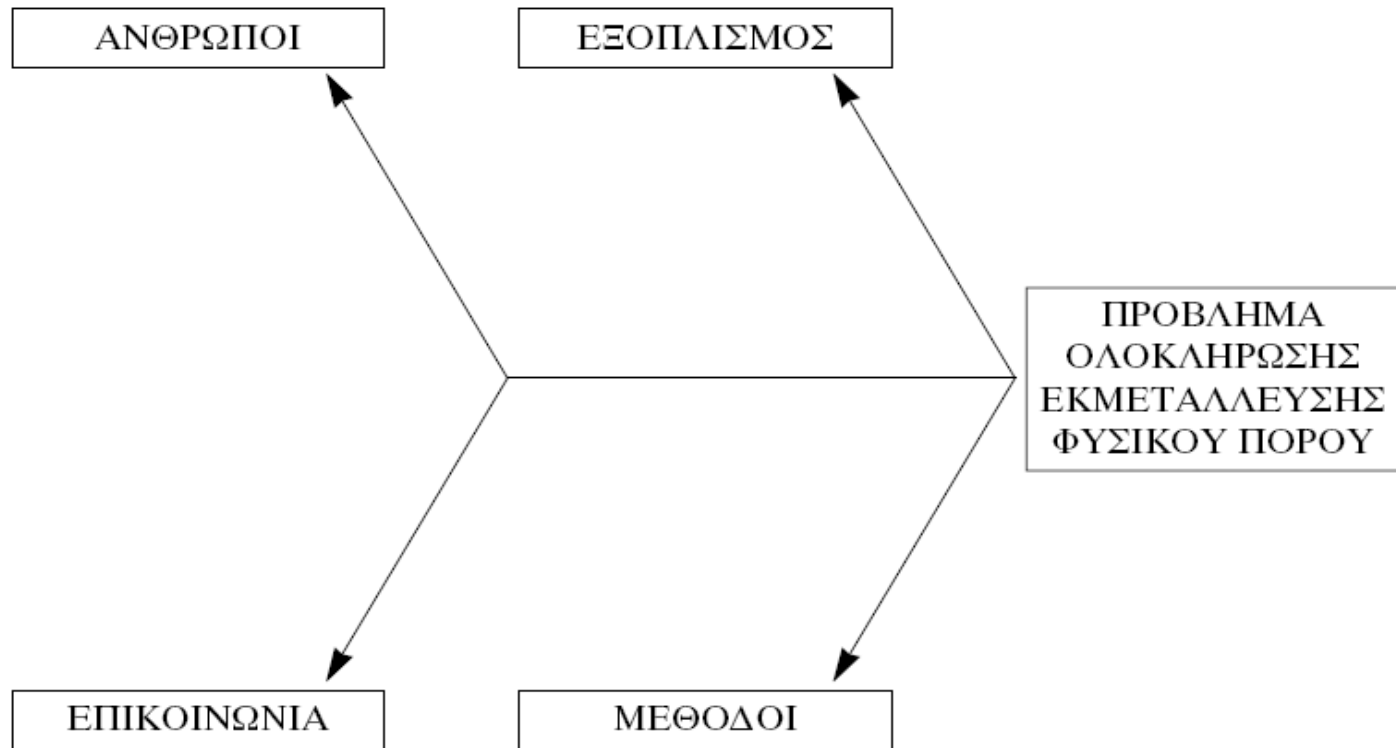 ΑΝΘΡΩΠΟΙ
ΕΞΟΠΛΙΣΜΟΣ
ΠΡΟΒΛΗΜΑ
ΟΛΟΚΛΗΡΩΣΗΣ
ΕΚΜΕΤΑΛΛΕΥΣΗΣ
ΦΥΣΙΚΟΥ ΠΟΡΟΥ
ΕΠΙΚΟΙΝΩΝΙΑ
ΜΕΘΟΔΟΙ